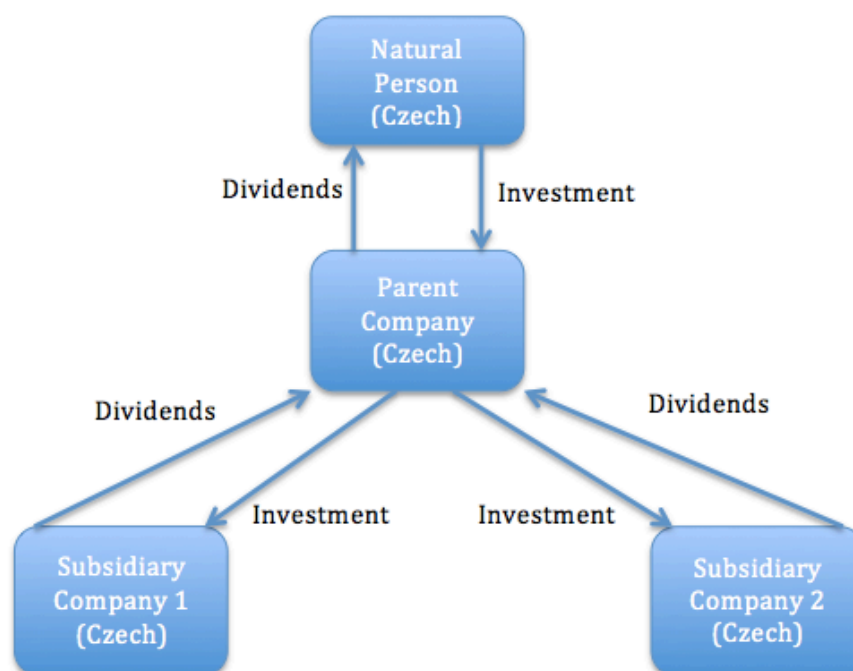 Natural
Person
(Czech)
Dividends
Investment
Parent
Company
(Czech)
Dividends
Dividends
Investment
Investment
Subsidiary
Company 1
(Czech)
Subsidiary
Company 2
(Czech)